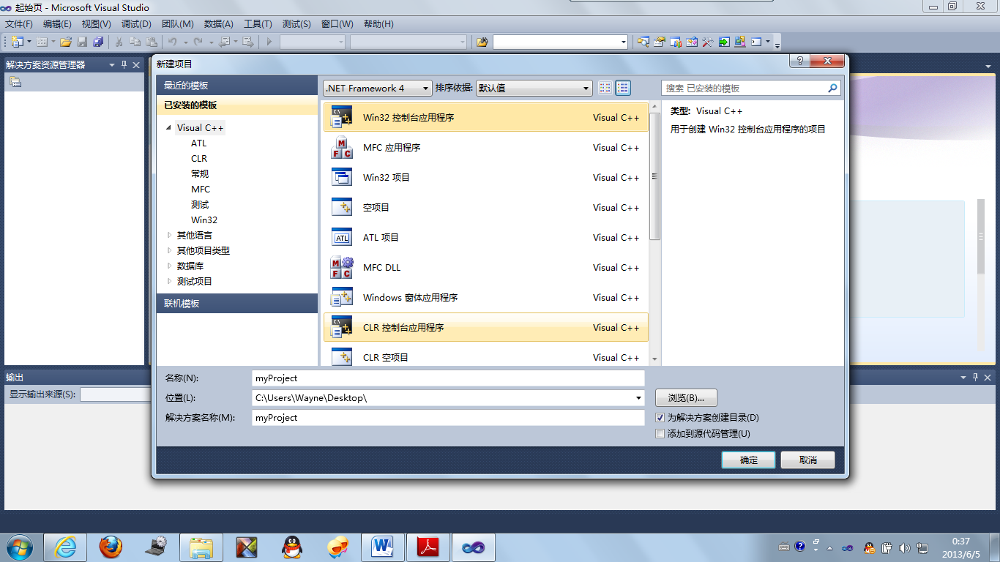 起始页 - Microsoft Visual Studio
文件(F) 编辑(E) 视图(V) 调试(D) 团队(M) 数据(A) 工具(T) 测试(S) 窗口(W) 帮助(H)
解决方案资源管理器
新建项目
最近的模板
已安装的模板
Visual C++
ATL
CLR
常规
MFC
测试
Win32
其他语言
其他项目类型
数据库
测试项目
联机模板
.NET Framework 4 排序依据: 默认值
搜索 已安装的模板
Win32 控制台应用程序 Visual C++
MFC 应用程序 Visual C++
Win32 项目 Visual C++
空项目 Visual C++
ATL 项目 Visual C++
MFC DLL Visual C++
Windows 窗体应用程序 Visual C++
CLR 控制台应用程序 Visual C++
CLR 空项目 Visual C++
类型: Visual C++
用于创建 Win32 控制台应用程序的项目
名称(N): myProject
位置(L): C:\Users\Wayne\Desktop\ 浏览(B)...
解决方案名称(M): myProject
为解决方案创建目录(D)
添加到源代码管理(U)
确定 取消
输出
显示输出来源(S):
0:37
2013/6/5